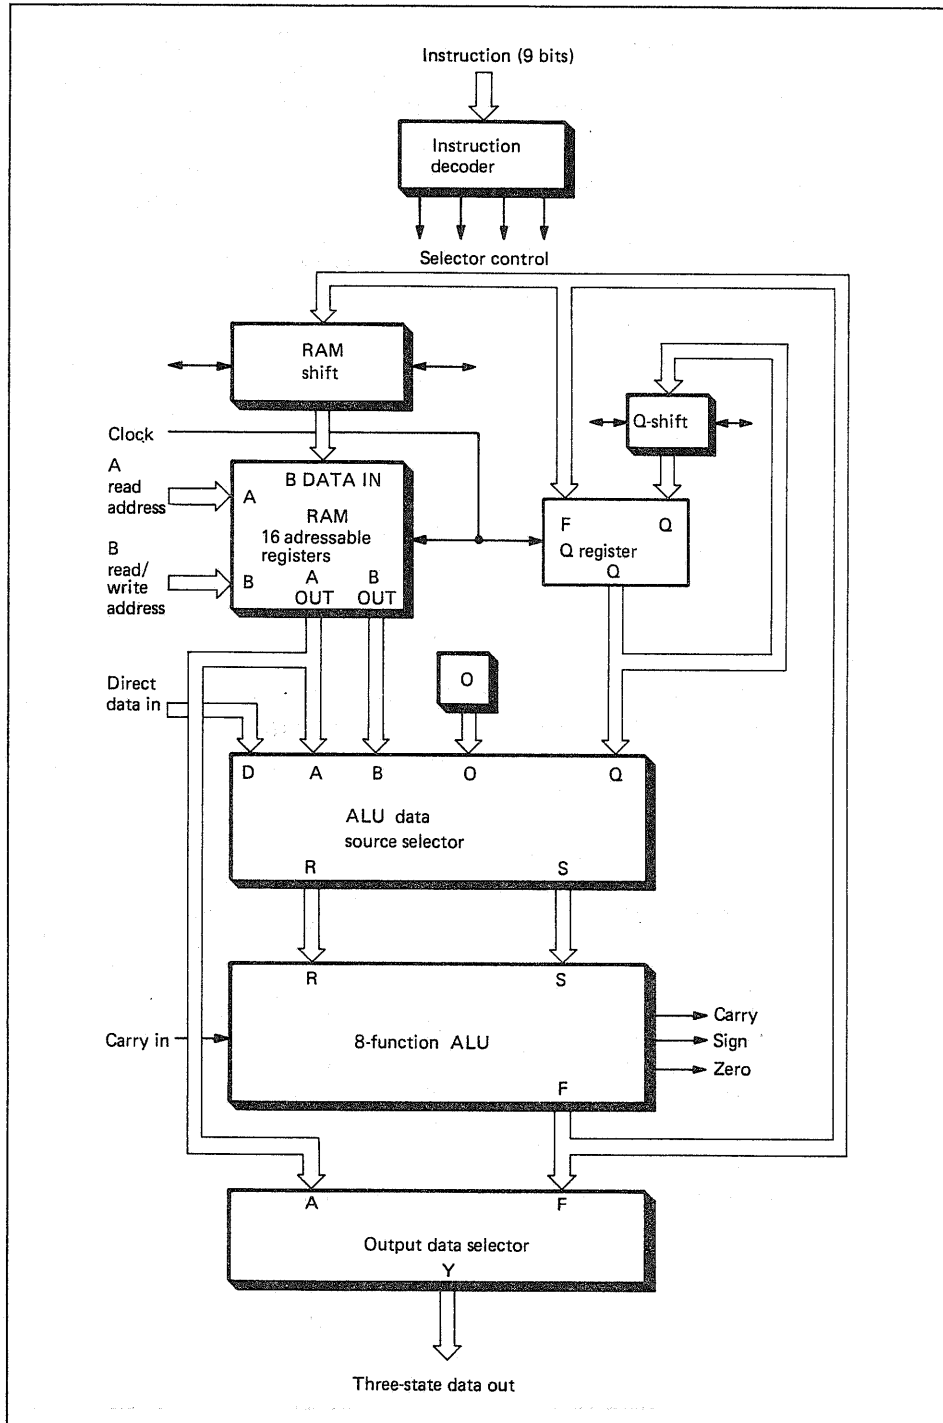 Instruction (9 bits)
Instruction
decoder
Selector control
RAM
shift
Q-shift
Clock
A
read
address
A
B DATA IN
RAM
16 adressable
registers
F
Q
Q register
Q
B
read/
write
address
B
A
OUT
B
OUT
O
Direct
data in
D
A
B
O
Q
ALU data
source selector
R
S
R
S
Carry in
8-function ALU
Carry
Sign
Zero
F
A
F
Output data selector
Y
Three-state data out